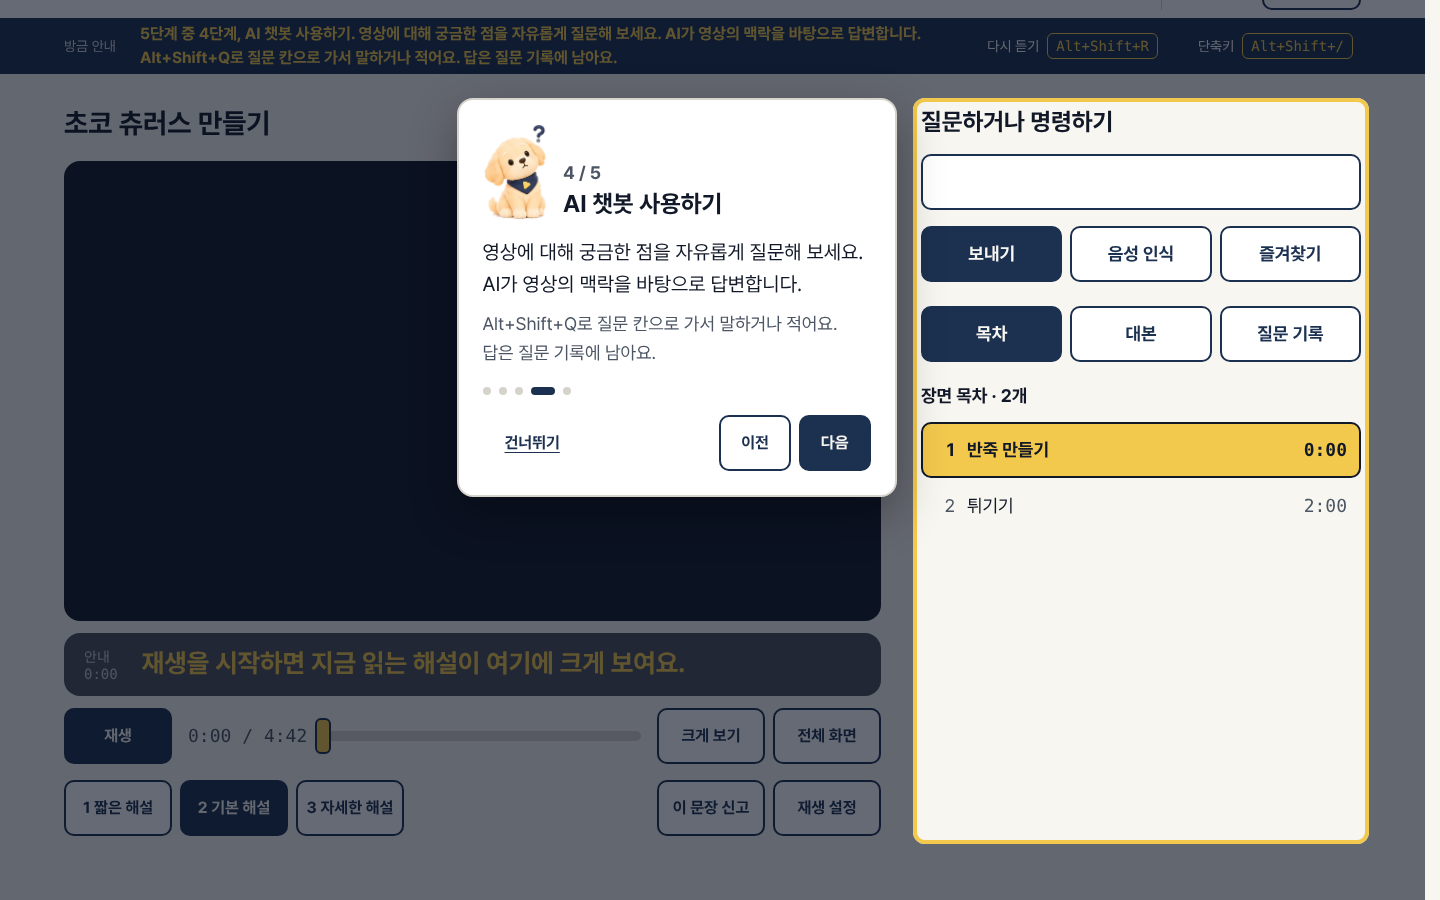 방금 안내
5단계 중 4단계, AI 챗봇 사용하기. 영상에 대해 궁금한 점을 자유롭게 질문해 보세요. AI가 영상의 맥락을 바탕으로 답변합니다.
Alt+Shift+Q로 질문 칸으로 가서 말하거나 적어요. 답은 질문 기록에 남아요.
다시 듣기 Alt+Shift+R
단축키 Alt+Shift+/
초코 츄러스 만들기
?
4 / 5
AI 챗봇 사용하기
영상에 대해 궁금한 점을 자유롭게 질문해 보세요.
AI가 영상의 맥락을 바탕으로 답변합니다.
Alt+Shift+Q로 질문 칸으로 가서 말하거나 적어요.
답은 질문 기록에 남아요.
건너뛰기
이전
다음
안내
0:00
재생을 시작하면 지금 읽는 해설이 여기에 크게 보여요.
재생
0:00 / 4:42
크게 보기
전체 화면
1 짧은 해설
2 기본 해설
3 자세한 해설
이 문장 신고
재생 설정
질문하거나 명령하기
보내기
음성 인식
즐겨찾기
목차
대본
질문 기록
장면 목차 · 2개
1 반죽 만들기 0:00
2 튀기기 2:00